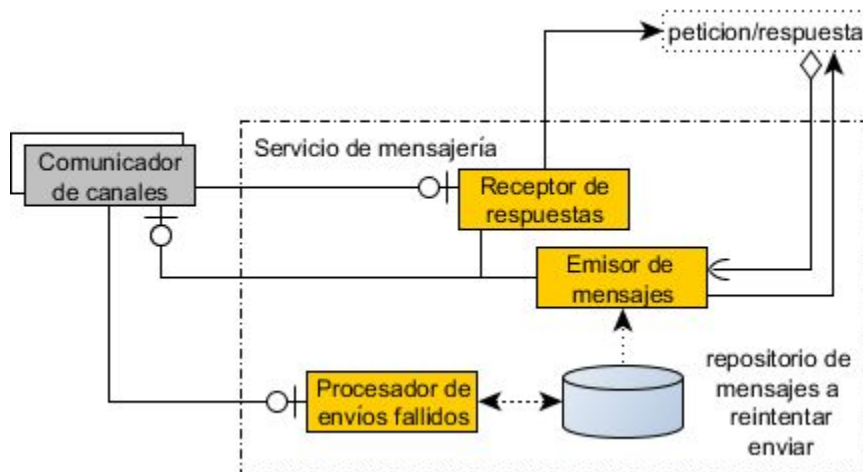 peticion/respuesta
Servicio de mensajería
Comunicador
de canales
Receptor de
respuestas
Emisor de
mensajes
Procesador de
envíos fallidos
repositorio de
mensajes a
reintentar
enviar